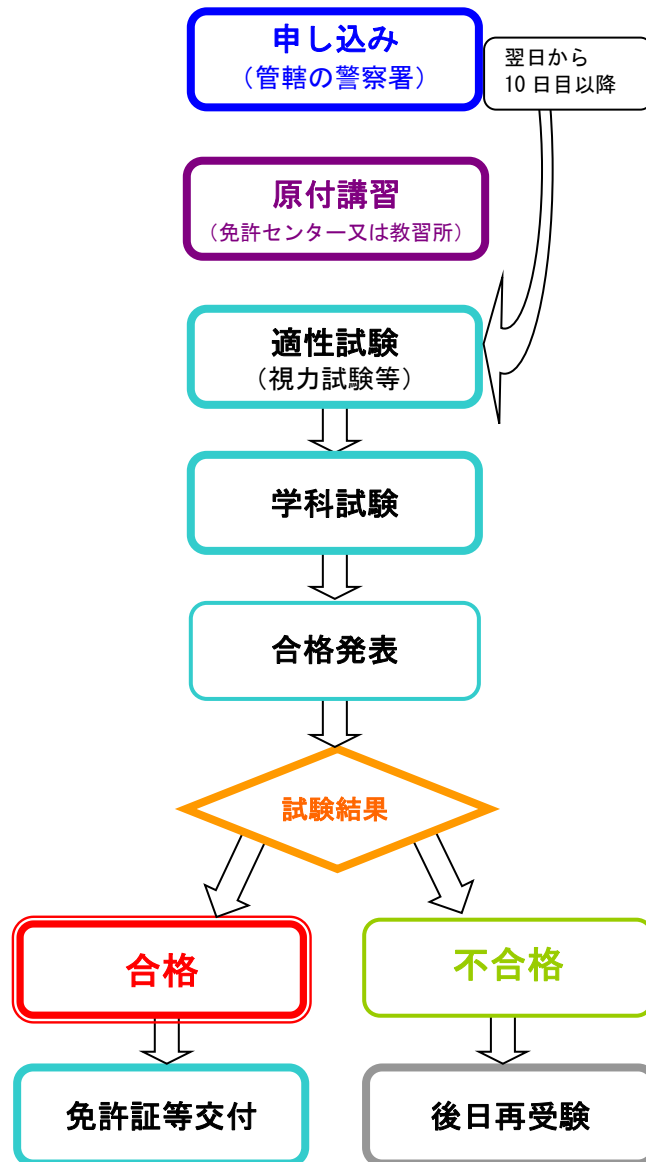 申し込み
（管轄の警察署）
翌日から
10日目以降
原付講習
（免許センター又は教習所）
適性試験
（視力試験等）
学科試験
合格発表
試験結果
合格
不合格
免許証等交付
後日再受験